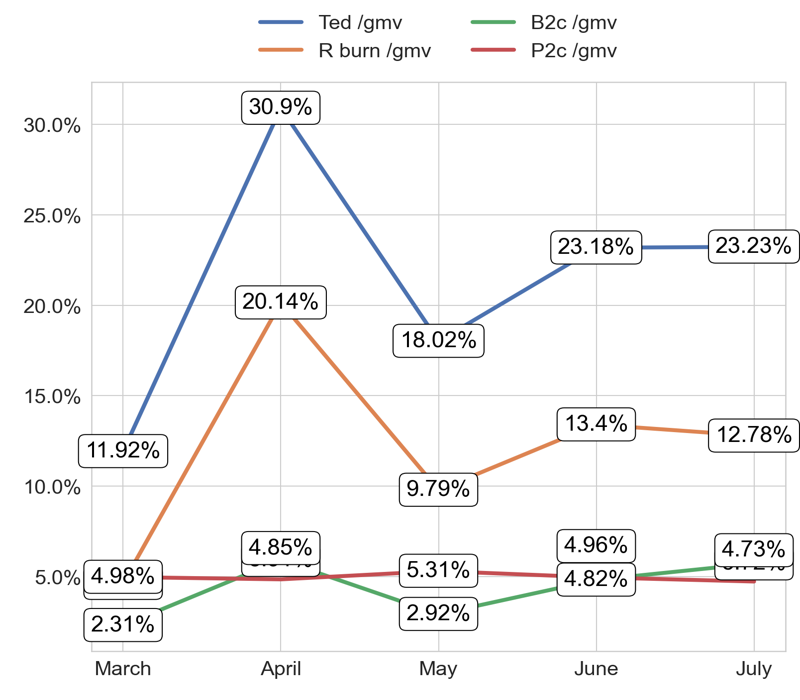 Ted /gmv
R burn /gmv
B2c /gmv
P2c /gmv
30.0%
25.0%
20.0%
15.0%
10.0%
5.0%
30.9%
23.18%
23.23%
20.14%
18.02%
11.92%
13.4%
12.78%
9.79%
4.85%
4.96%
4.73%
4.98%
5.31%
4.82%
2.31%
2.92%
March
April
May
June
July